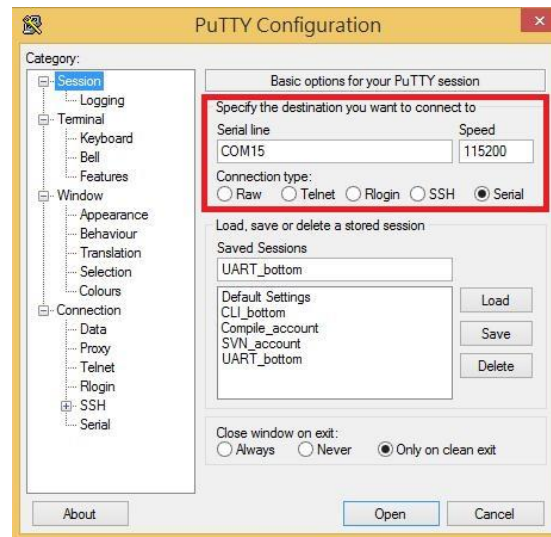 PuTTY Configuration
Category:
Session
Logging
Terminal
Keyboard
Bell
Features
Window
Appearance
Behaviour
Translation
Selection
Colours
Connection
Data
Proxy
Telnet
Rlogin
SSH
Serial
Basic options for your PuTTY session
Specify the destination you want to connect to
Serial line Speed
COM15 115200
Connection type:
Raw Telnet Rlogin SSH Serial
Load, save or delete a stored session
Saved Sessions
UART_bottom
Default Settings
CLI_bottom
Compile_account
SVN_account
UART_bottom
Load
Save
Delete
Close window on exit:
Always Never Only on clean exit
About Open Cancel